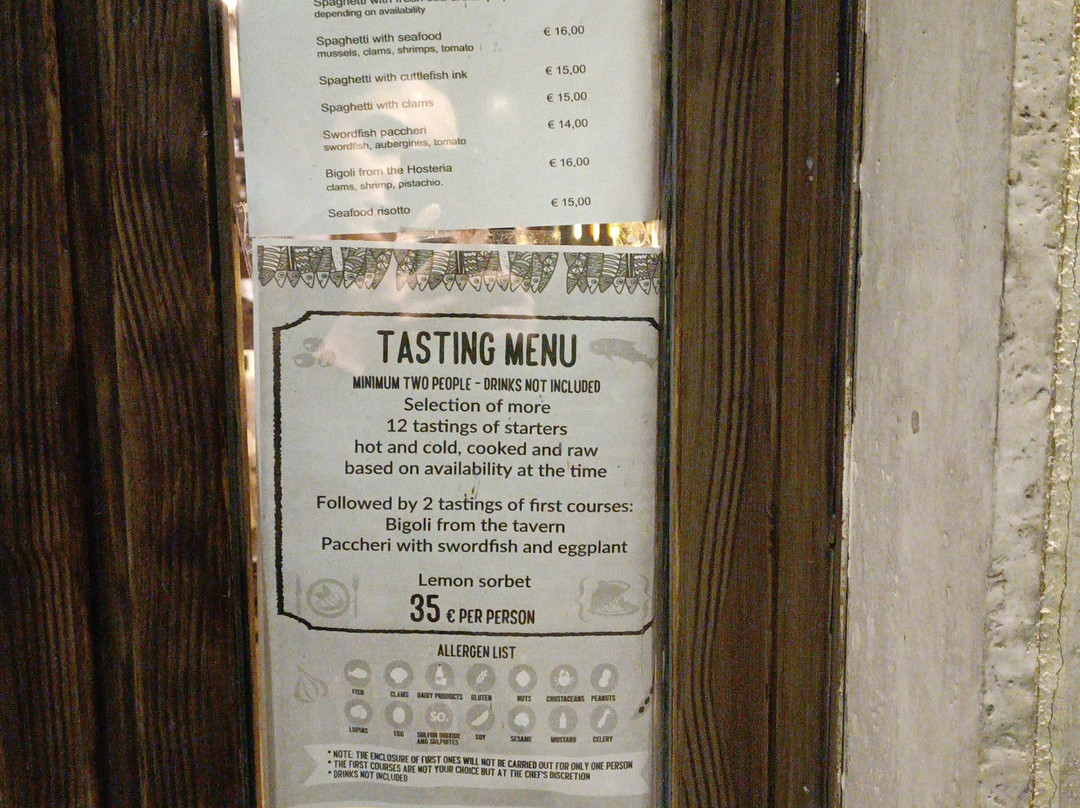 Spaghetti with fresh
depending on availability
Spaghetti with seafood € 16,00
mussels, clams, shrimps, tomato
Spaghetti with cuttlefish ink € 15,00
Spaghetti with clams € 15,00
Swordfish paccheri € 14,00
swordfish, aubergines, tomato
Bigoli from the Hosteria € 16,00
clams, shrimp, pistachio.
Seafood risotto € 15,00
TASTING MENU
MINIMUM TWO PEOPLE - DRINKS NOT INCLUDED
Selection of more
12 tastings of starters
hot and cold, cooked and raw
based on availability at the time
Followed by 2 tastings of first courses:
Bigoli from the tavern
Paccheri with swordfish and eggplant
Lemon sorbet
35 € PER PERSON
ALLERGEN LIST
FISH CLAMS DAIRY PRODUCTS GLUTEN NUTS CRUSTACEANS PEANUTS
SO₂
LUPINS EGG SULFUR DIOXIDE SOY SESAME MUSTARD CELERY
AND SULPHITES
* NOTE: THE ENCLOSURE OF FIRST ONES WILL NOT BE CARRIED OUT FOR ONLY ONE PERSON
* THE FIRST COURSES ARE NOT YOUR CHOICE BUT AT THE CHEF'S DISCRETION
* DRINKS NOT INCLUDED